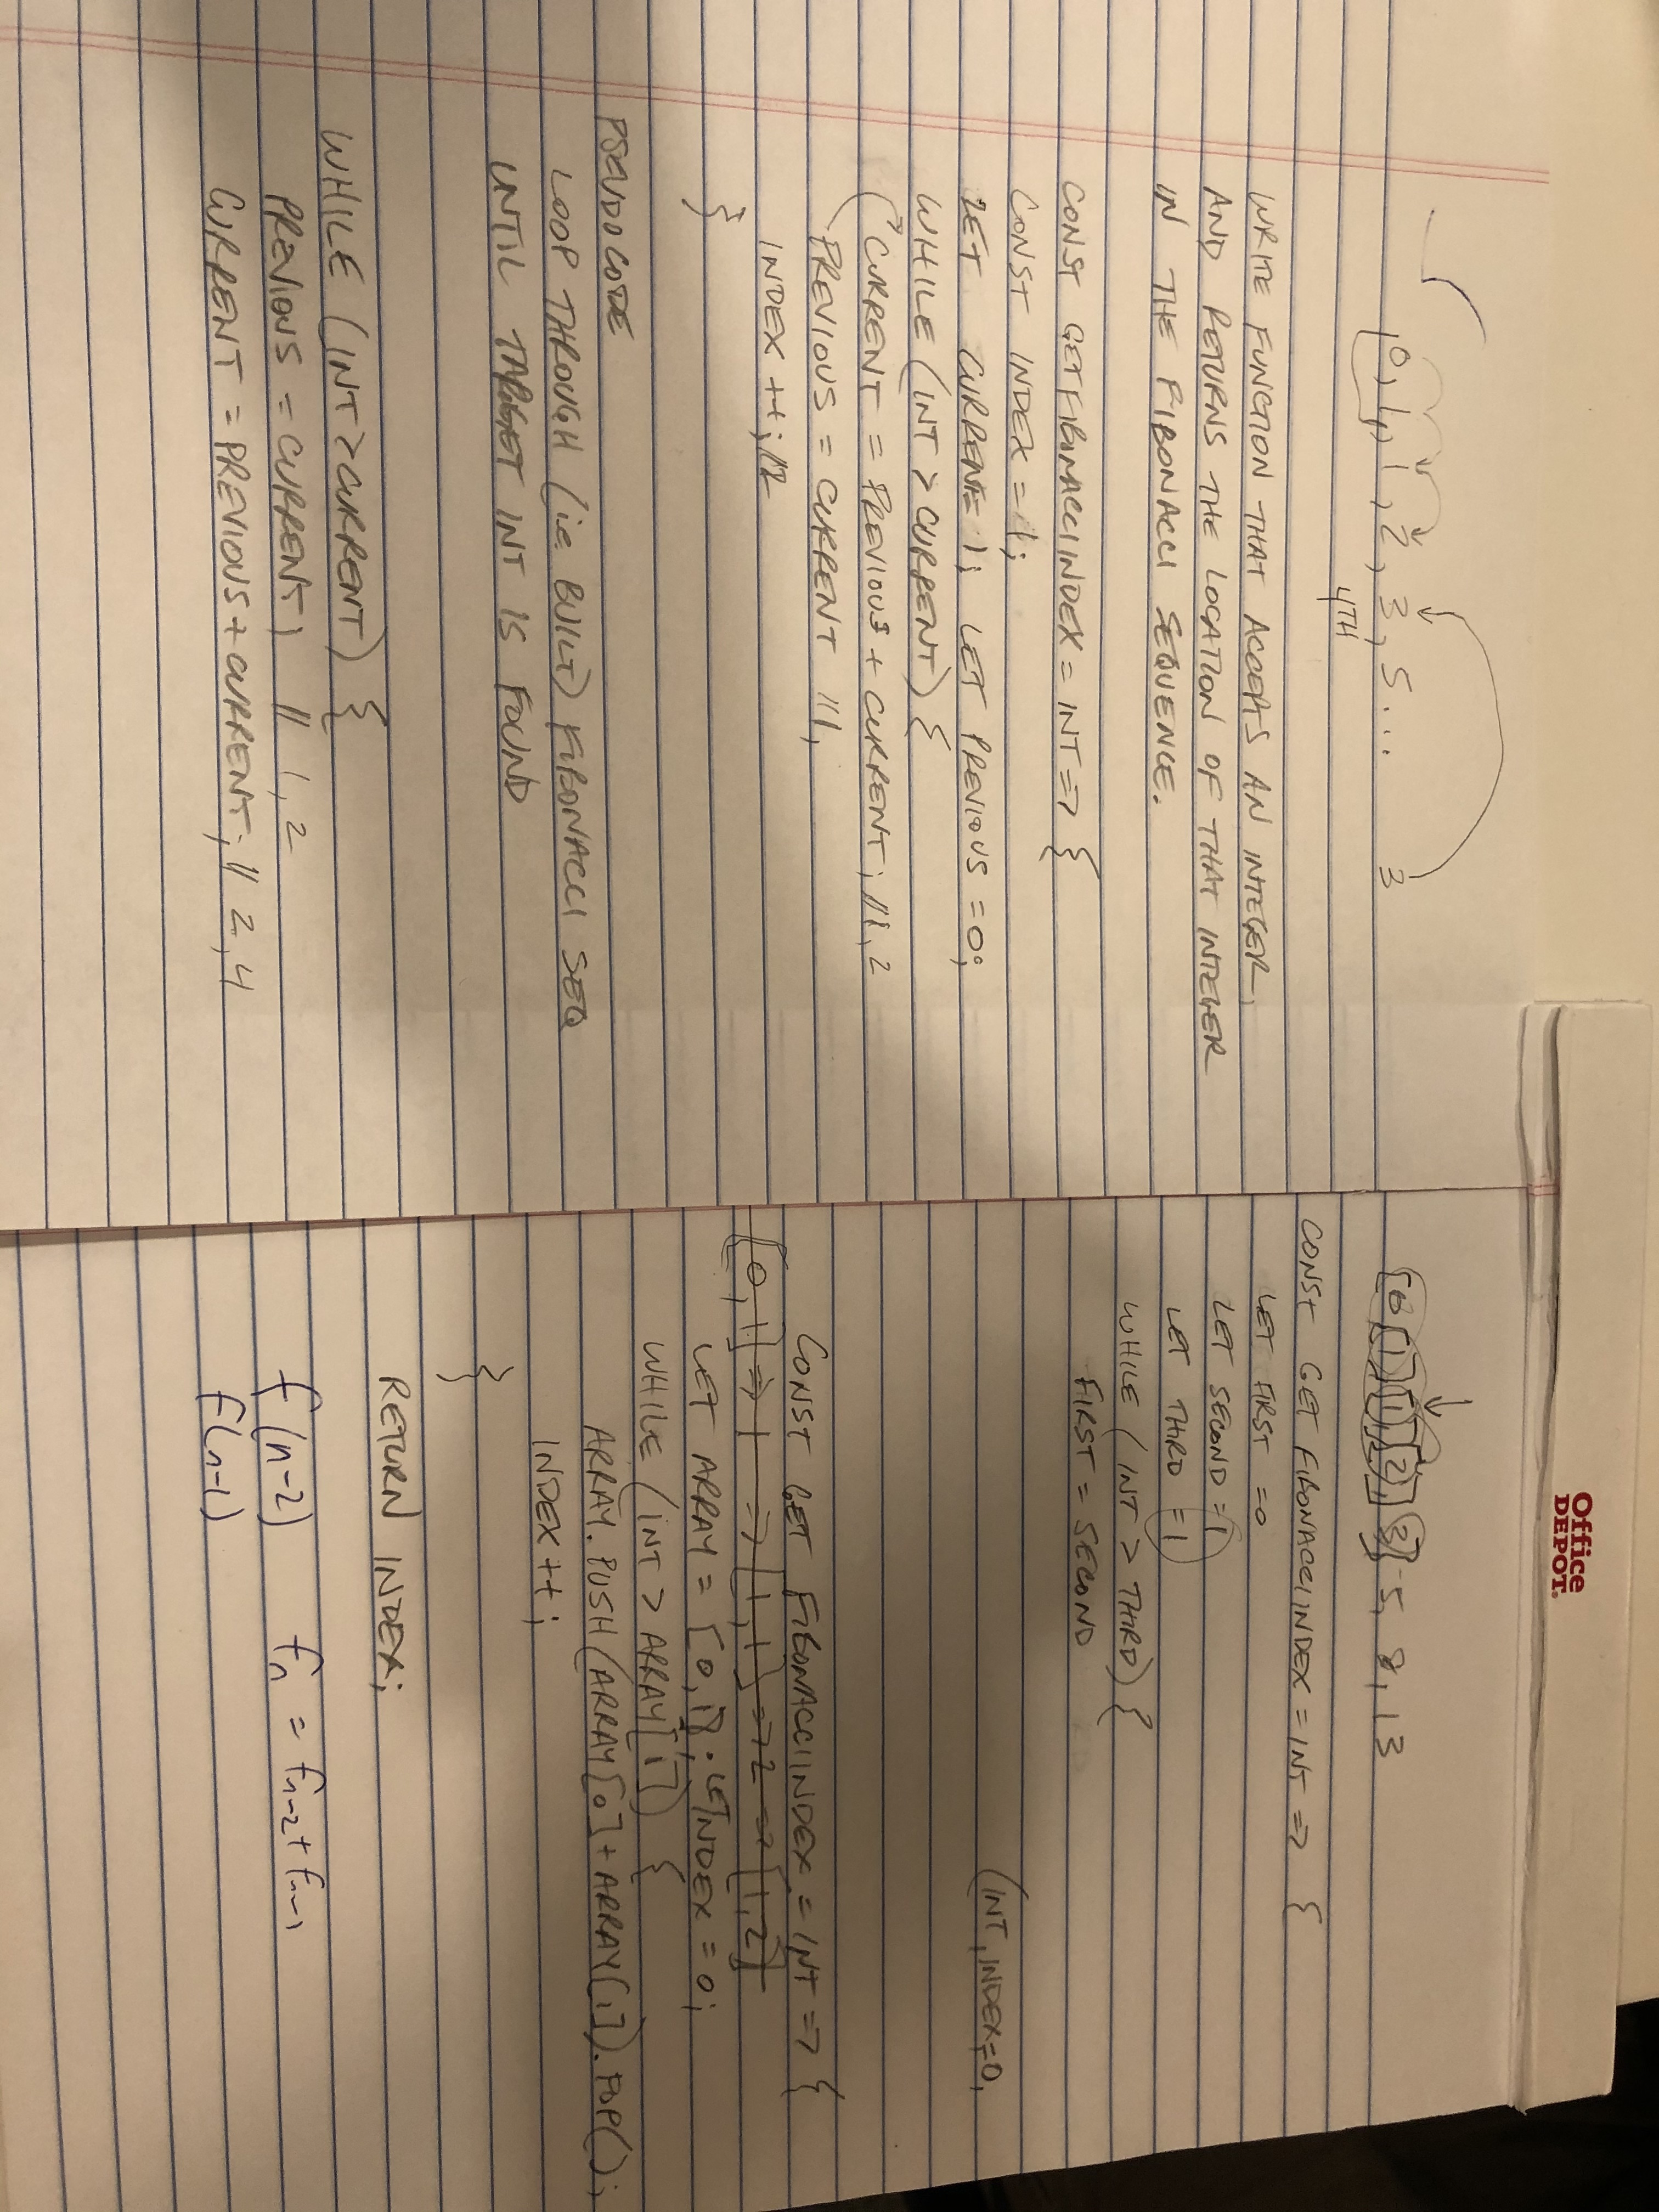 0, 1, 1, 2, 3, 5... 3
4TH
WRITE FUNCTION THAT ACCEPTS AN INTEGER,
AND RETURNS THE LOCATION OF THAT INTEGER
IN THE FIBONACCI SEQUENCE.
CONST GETFIBONACCIINDEX = INT => {
CONST INDEX = 1;
LET CURRENT = 1; LET PREVIOUS = 0;
WHILE (INT > CURRENT) {
CURRENT = PREVIOUS + CURRENT; // 1, 2
PREVIOUS = CURRENT // 1,
INDEX ++; // 2
}
PSEUDOCODE
LOOP THROUGH (i.e. BUILT) FIBONACCI SEQ
UNTIL TARGET INT IS FOUND
WHILE (INT > CURRENT) {
PREVIOUS = CURRENT; // 1, 2
CURRENT = PREVIOUS + CURRENT; // 2, 4
Office
DEPOT.
[0 [1] [1] [2], 3] 5, 8, 13
CONST GET FIBONACCIINDEX = INT => {
LET FIRST = 0
LET SECOND = 1
LET THIRD = 1
WHILE (INT > THIRD) {
FIRST = SECOND
(INT, INDEX=0,
CONST GET FIBONACCIINDEX = INT => {
[0, 1] => 1 => [1, 1] => 2 => [1, 2]
LET ARRAY = [0, 1]; LET INDEX = 0;
WHILE (INT > ARRAY[1]) {
ARRAY.PUSH(ARRAY[0] + ARRAY[1]).POP();
INDEX++;
}
RETURN INDEX;
f(n-2) fn = fn-2 + fn-1
f(n-1)